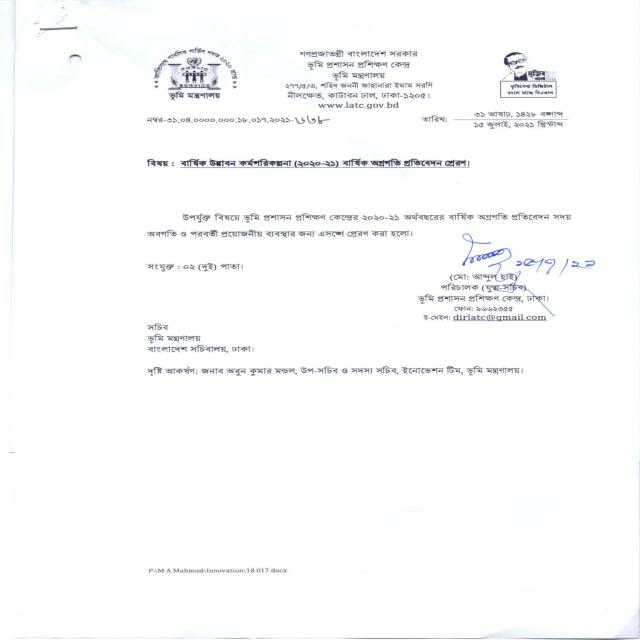 গণপ্রজাতন্ত্রী বাংলাদেশ সরকার
ভূমি প্রশাসন প্রশিক্ষণ কেন্দ্র
ভূমি মন্ত্রণালয়
২৭৭/৫/এ, শহিদ জননী জাহানারা ইমাম সরণি
নীলক্ষেত, কাটাবন ঢাল, ঢাকা-১২০৫।
www.latc.gov.bd
PUBLIC
SERVICE
ভূমি মন্ত্রণালয়
মুজিব
নম্বর-৩১.০৪.০০০০.০০০.১৮.০১৭.২০২১-
তারিখ:
৩১ আষাঢ়, ১৪২৮ বঙ্গাব্দ
১৫ জুলাই, ২০২১ খ্রিস্টাব্দ
বিষয় : বার্ষিক উদ্ভাবন কর্মপরিকল্পনা (২০২০-২১) বার্ষিক অগ্রগতি প্রতিবেদন প্রেরণ।
উপর্যুক্ত বিষয়ে ভূমি প্রশাসন প্রশিক্ষণ কেন্দ্রের ২০২০-২১ অর্থবছরের বার্ষিক অগ্রগতি প্রতিবেদন সদয়
অবগতি ও পরবর্তী প্রয়োজনীয় ব্যবস্থার জন্য এসঙ্গে প্রেরণ করা হলো।
সংযুক্ত : ০২ (দুই) পাতা।
(মো: আব্দুল হাই)
পরিচালক (যুগ্ম-সচিব)
ভূমি প্রশাসন প্রশিক্ষণ কেন্দ্র, ঢাকা।
ফোন: ৯৬৬২৩৫৫
ই-মেইল: dirlatc@gmail.com
সচিব
ভূমি মন্ত্রণালয়
বাংলাদেশ সচিবালয়, ঢাকা।
দৃষ্টি আকর্ষণ: জনাব অরুন কুমার মন্ডল, উপ-সচিব ও সদস্য সচিব, ইনোভেশন টিম, ভূমি মন্ত্রণালয়।
F:\M A Mahmud\Innovation\18.017.docx